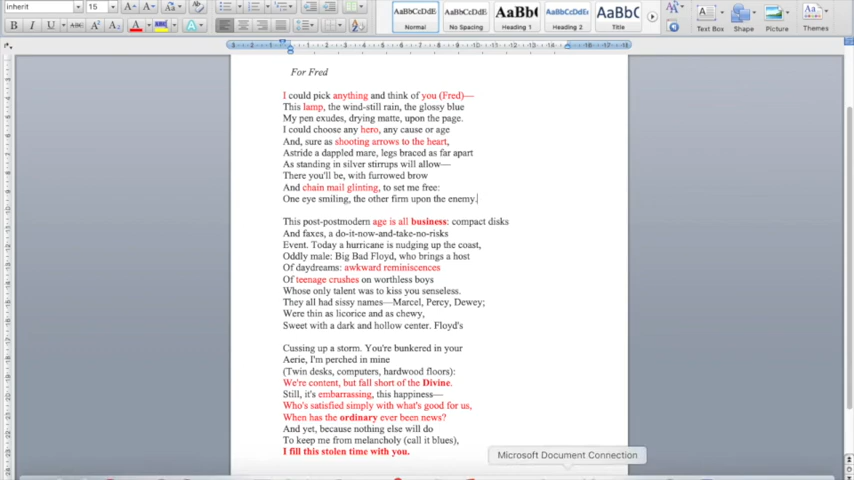 inherit
15
Normal
No Spacing
Heading 1
Heading 2
Title
Text Box
Shape
Picture
Themes
For Fred
I could pick anything and think of you (Fred)—
This lamp, the wind-still rain, the glossy blue
My pen exudes, drying matte, upon the page.
I could choose any hero, any cause or age
And, sure as shooting arrows to the heart,
Astride a dappled mare, legs braced as far apart
As standing in silver stirrups will allow—
There you'll be, with furrowed brow
And chain mail glinting, to set me free:
One eye smiling, the other firm upon the enemy.
This post-postmodern age is all business: compact disks
And faxes, a do-it-now-and-take-no-risks
Event. Today a hurricane is nudging up the coast,
Oddly male: Big Bad Floyd, who brings a host
Of daydreams: awkward reminiscences
Of teenage crushes on worthless boys
Whose only talent was to kiss you senseless.
They all had sissy names—Marcel, Percy, Dewey;
Were thin as licorice and as chewy,
Sweet with a dark and hollow center. Floyd's
Cussing up a storm. You're bunkered in your
Aerie, I'm perched in mine
(Twin desks, computers, hardwood floors):
We're content, but fall short of the Divine.
Still, it's embarrassing, this happiness—
Who's satisfied simply with what's good for us,
When has the ordinary ever been news?
And yet, because nothing else will do
To keep me from melancholy (call it blues),
I fill this stolen time with you.
Microsoft Document Connection